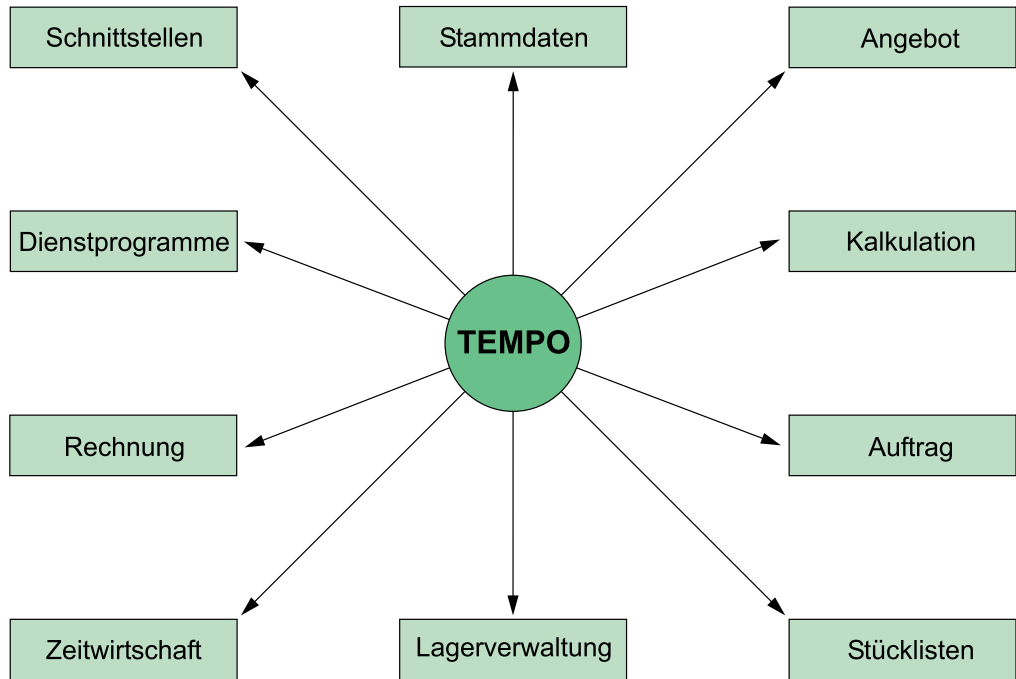 Schnittstellen
Stammdaten
Angebot
Dienstprogramme
Kalkulation
TEMPO
Rechnung
Auftrag
Zeitwirtschaft
Lagerverwaltung
Stücklisten